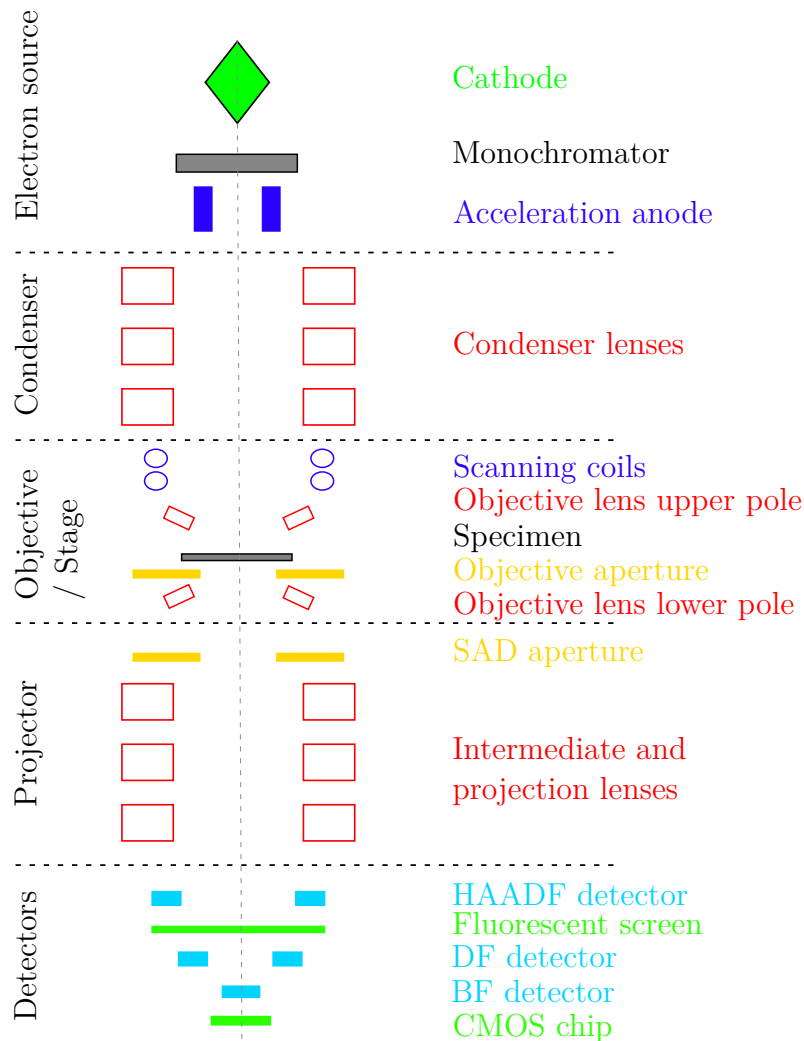 Electron source
Cathode
Monochromator
Acceleration anode
Condenser
Condenser lenses
Objective
/ Stage
Scanning coils
Objective lens upper pole
Specimen
Objective aperture
Objective lens lower pole
Projector
SAD aperture
Intermediate and
projection lenses
Detectors
HAADF detector
Fluorescent screen
DF detector
BF detector
CMOS chip